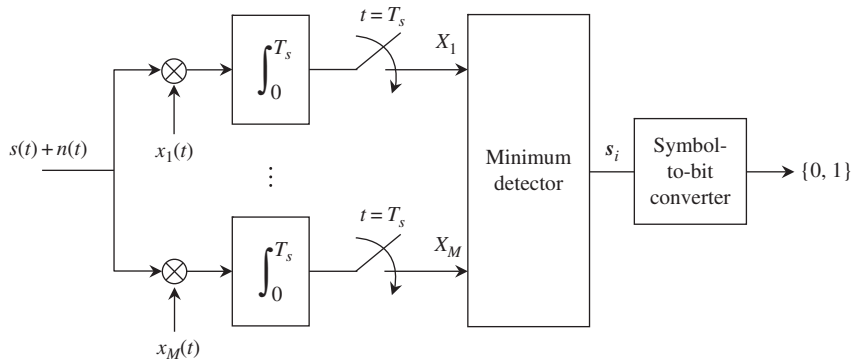 t = T_s
X_1
∫_0^{T_s}
s(t) + n(t)
x_1(t)
⋮
Minimum
detector
s_i
Symbol-
to-bit
converter
{0, 1}
t = T_s
X_M
∫_0^{T_s}
x_M(t)